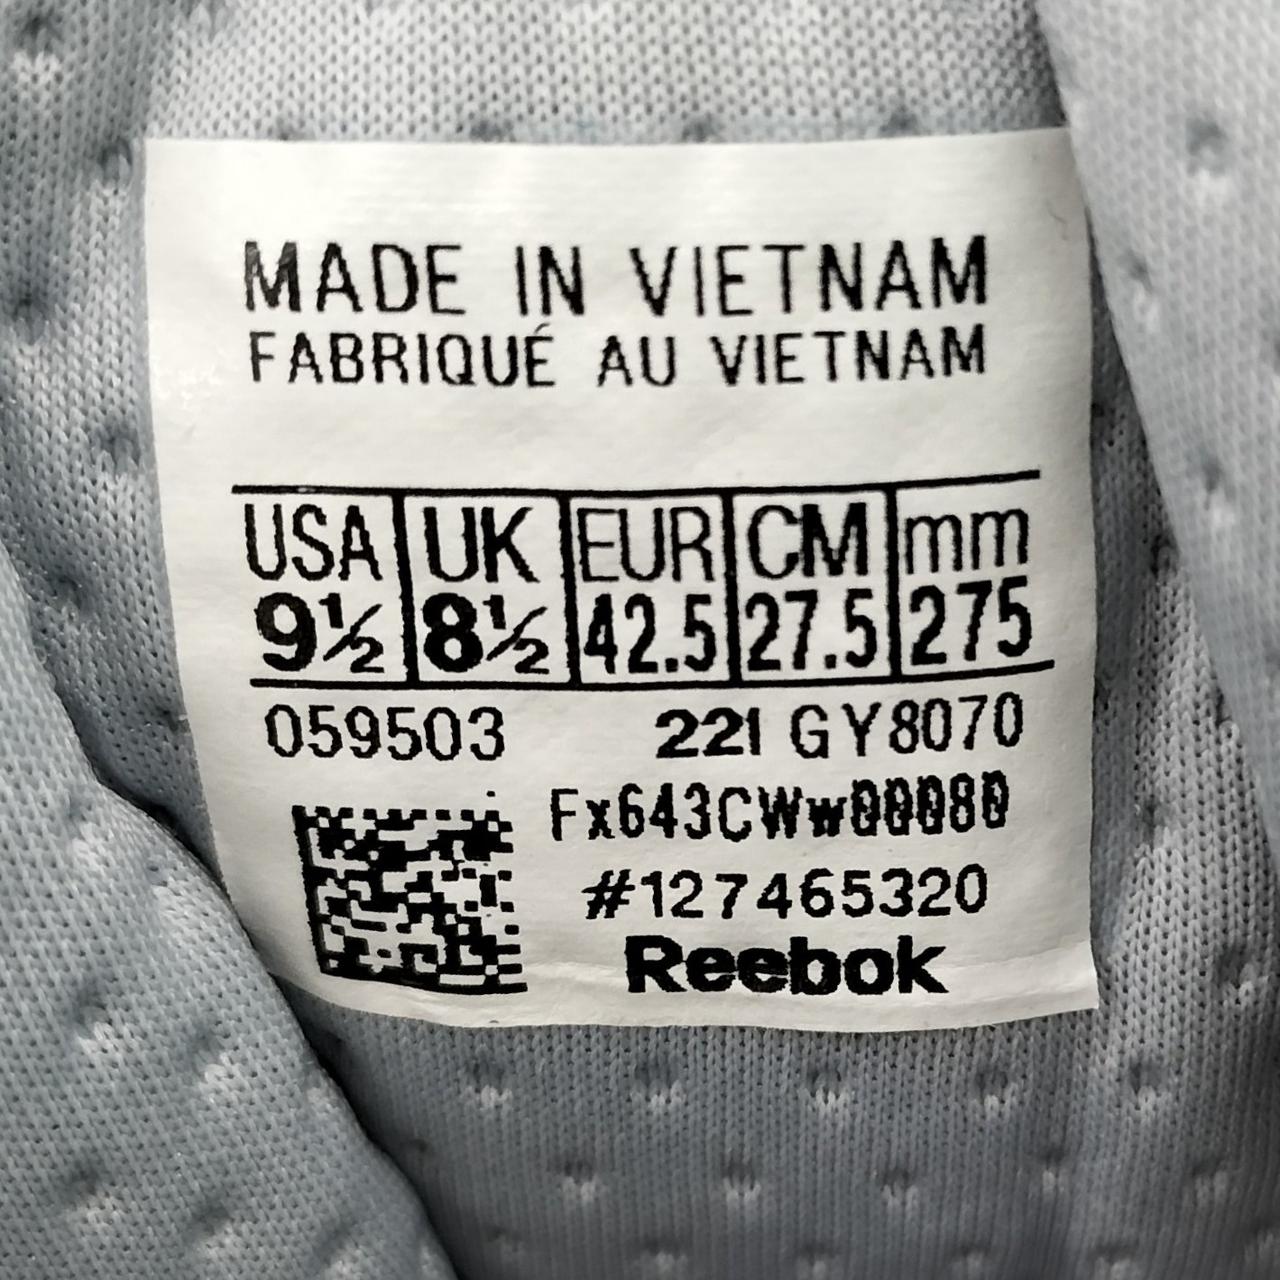 MADE IN VIETNAM
FABRIQUÉ AU VIETNAM
USA UK EUR CM mm
9½ 8½ 42.5 27.5 275
059503 22I GY8070
Fx643CWw00080
#127465320
Reebok